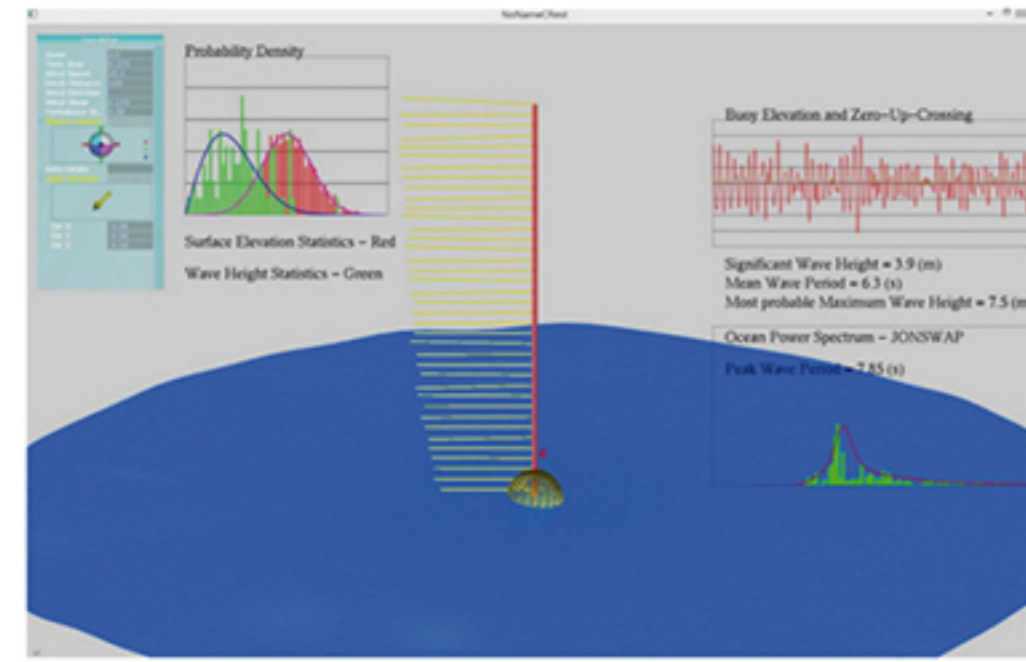 NoNameCRest
Probability Density
Surface Elevation Statistics - Red
Wave Height Statistics - Green
Buoy Elevation and Zero-Up-Crossing
Significant Wave Height = 3.9 (m)
Mean Wave Period = 6.3 (s)
Most probable Maximum Wave Height = 7.5 (m
Ocean Power Spectrum - JONSWAP
Peak Wave Period = 7.85 (s)